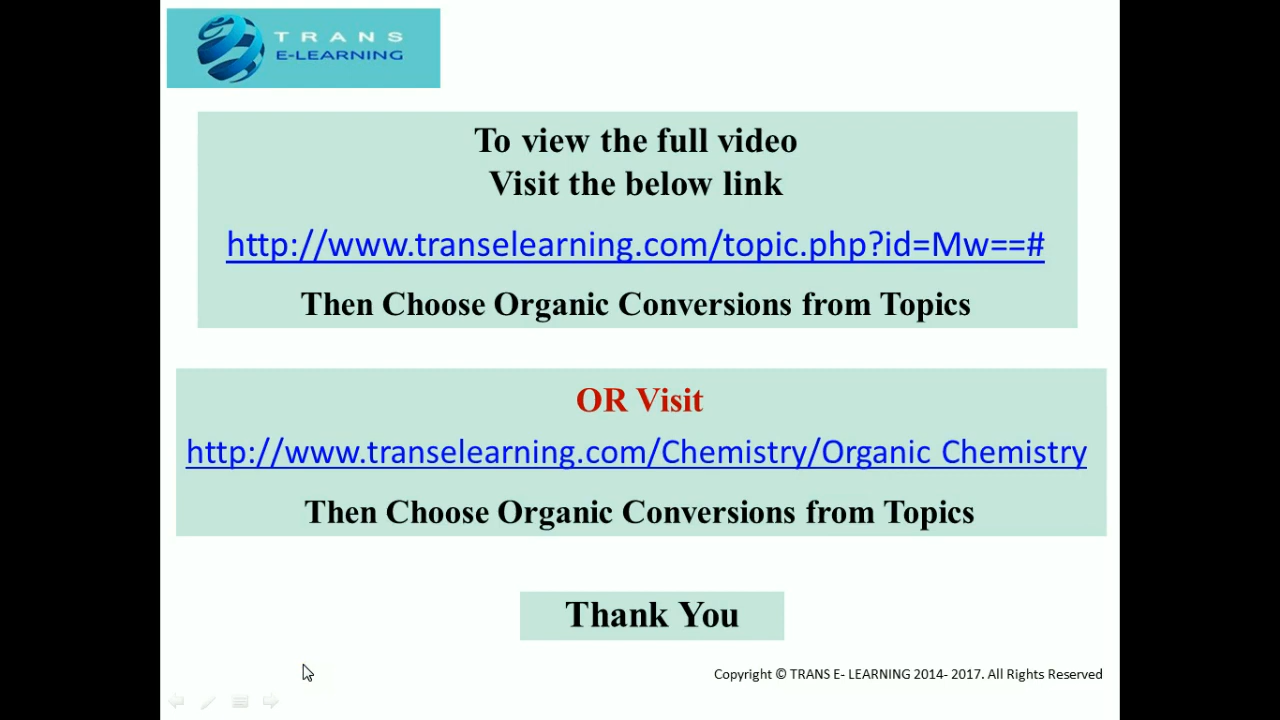 TRANS
E-LEARNING
To view the full video
Visit the below link
http://www.transelearning.com/topic.php?id=Mw==#
Then Choose Organic Conversions from Topics
OR Visit
http://www.transelearning.com/Chemistry/Organic Chemistry
Then Choose Organic Conversions from Topics
Thank You
Copyright © TRANS E- LEARNING 2014- 2017. All Rights Reserved